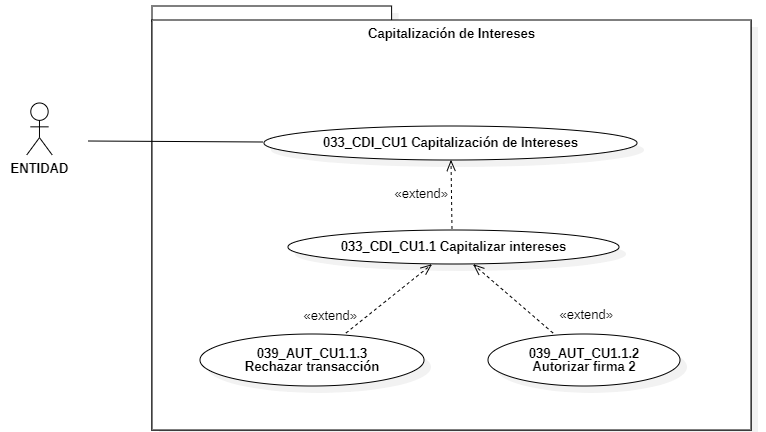 Capitalización de Intereses
033_CDI_CU1 Capitalización de Intereses
ENTIDAD
«extend»
033_CDI_CU1.1 Capitalizar intereses
«extend»
«extend»
039_AUT_CU1.1.3
Rechazar transacción
039_AUT_CU1.1.2
Autorizar firma 2